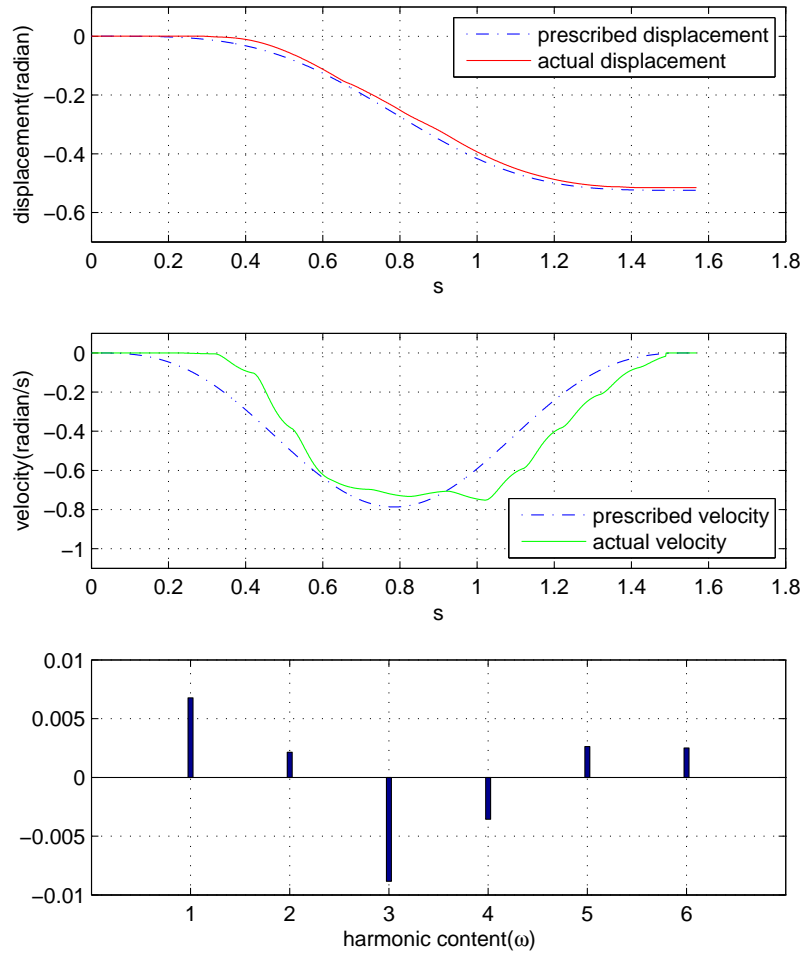 0
−0.2
−0.4
−0.6
displacement(radian)
prescribed displacement
actual displacement
0 0.2 0.4 0.6 0.8 1 1.2 1.4 1.6 1.8
s
0
−0.2
−0.4
−0.6
−0.8
−1
velocity(radian/s)
prescribed velocity
actual velocity
0 0.2 0.4 0.6 0.8 1 1.2 1.4 1.6 1.8
s
0.01
0.005
0
−0.005
−0.01
1 2 3 4 5 6
harmonic content(ω)